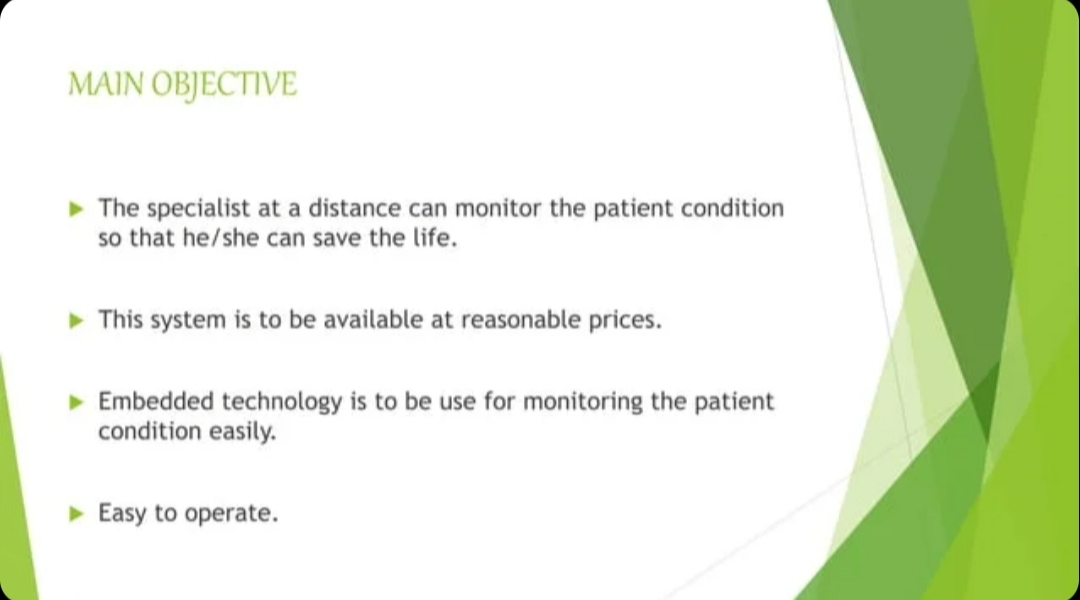 MAIN OBJECTIVE
The specialist at a distance can monitor the patient condition
so that he/she can save the life.
This system is to be available at reasonable prices.
Embedded technology is to be use for monitoring the patient
condition easily.
Easy to operate.